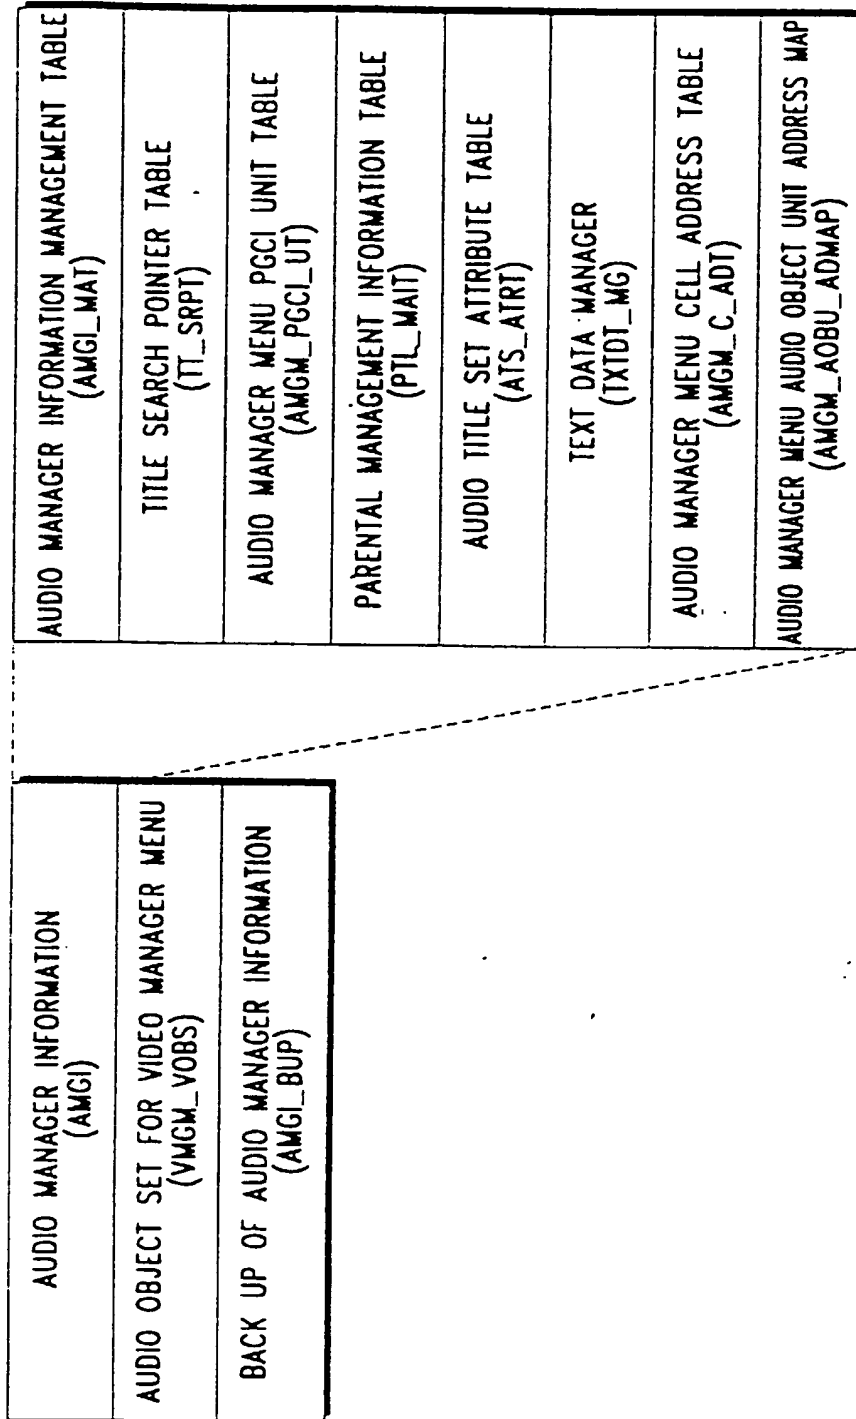 AUDIO MANAGER INFORMATION
(AMGI)
AUDIO OBJECT SET FOR VIDEO MANAGER MENU
(VMGM_VOBS)
BACK UP OF AUDIO MANAGER INFORMATION
(AMGI_BUP)
AUDIO MANAGER INFORMATION MANAGEMENT TABLE
(AMGI_MAT)
TITLE SEARCH POINTER TABLE
(TT_SRPT)
AUDIO MANAGER MENU PGCI UNIT TABLE
(AMGM_PGCI_UT)
PARENTAL MANAGEMENT INFORMATION TABLE
(PTL_MAIT)
AUDIO TITLE SET ATTRIBUTE TABLE
(ATS_ATRT)
TEXT DATA MANAGER
(TXTDT_MG)
AUDIO MANAGER MENU CELL ADDRESS TABLE
(AMGM_C_ADT)
AUDIO MANAGER MENU AUDIO OBJECT UNIT ADDRESS MAP
(AMGM_AOBU_ADMAP)